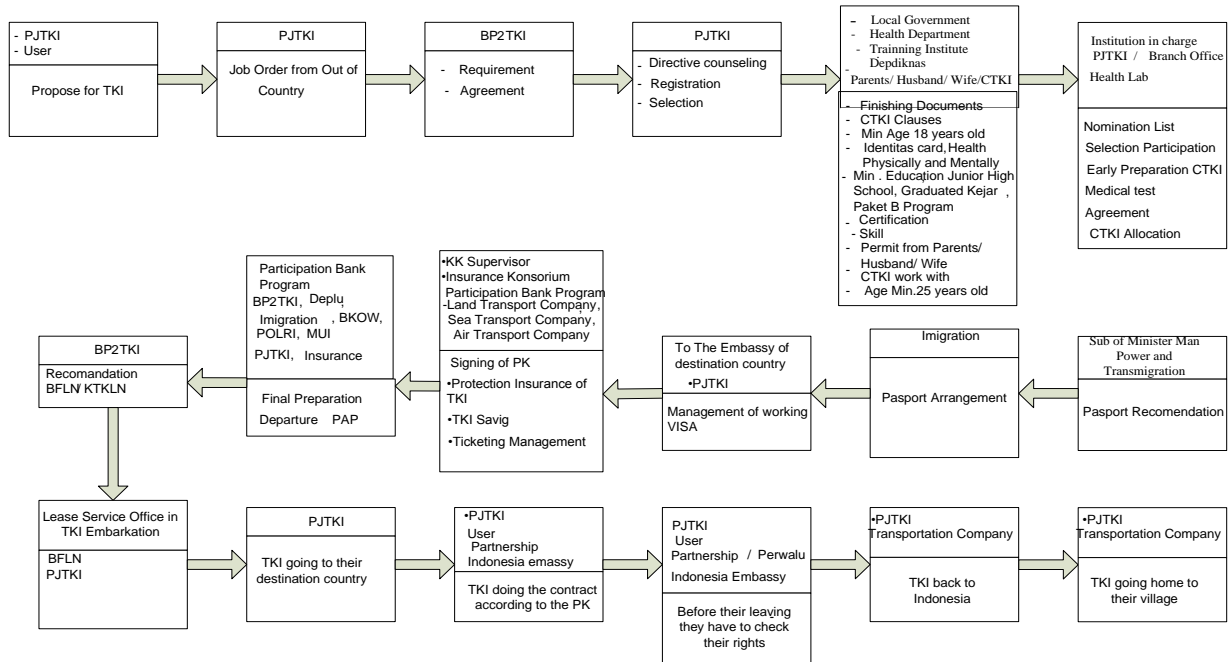 - PJTKI
- User
Propose for TKI
PJTKI
Job Order from Out of
Country
BP2TKI
- Requirement
- Agreement
PJTKI
- Directive counseling
- Registration
- Selection
- Local Government
- Health Department
- Trainning Institute
- Depdiknas
- Parents/ Husband/ Wife/CTKI
- Finishing Documents
- CTKI Clauses
- Min Age 18 years old
- Identitas card, Health
Physically and Mentally
- Min . Education Junior High
School, Graduated Kejar ,
Paket B Program
- Certification
- Skill
- Permit from Parents/
- Husband/ Wife
CTKI work with
- Age Min.25 years old
Institution in charge
PJTKI / Branch Office
Health Lab
Nomination List
Selection Participation
Early Preparation CTKI
Medical test
Agreement
CTKI Allocation
Sub of Minister Man
Power and
Transmigration
Pasport Recomendation
Imigration
Pasport Arrangement
To The Embassy of
destination country
•PJTKI
Management of working
VISA
•KK Supervisor
•Insurance Konsorium
Participation Bank Program
-Land Transport Company,
Sea Transport Company,
Air Transport Company
Signing of PK
•Protection Insurance of
TKI
•TKI Savig
•Ticketing Management
Participation Bank
Program
BP2TKI, Deplu,
Imigration , BKOW,
POLRI, MUI
PJTKI, Insurance
Final Preparation
Departure PAP
BP2TKI
Recomandation
BFLN/ KTKLN
Lease Service Office in
TKI Embarkation
BFLN
PJTKI
PJTKI
TKI going to their
destination country
•PJTKI
User
Partnership
Indonesia emassy
TKI doing the contract
according to the PK
PJTKI
User
Partnership / Perwalu
Indonesia Embassy
Before their leaving
they have to check
their rights
•PJTKI
Transportation Company
TKI back to
Indonesia
•PJTKI
Transportation Company
TKI going home to
their village